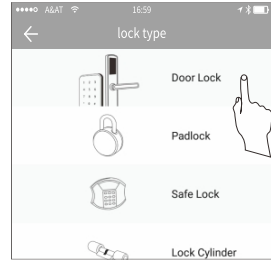 A&AT 16:59
lock type
Door Lock
Padlock
Safe Lock
Lock Cylinder